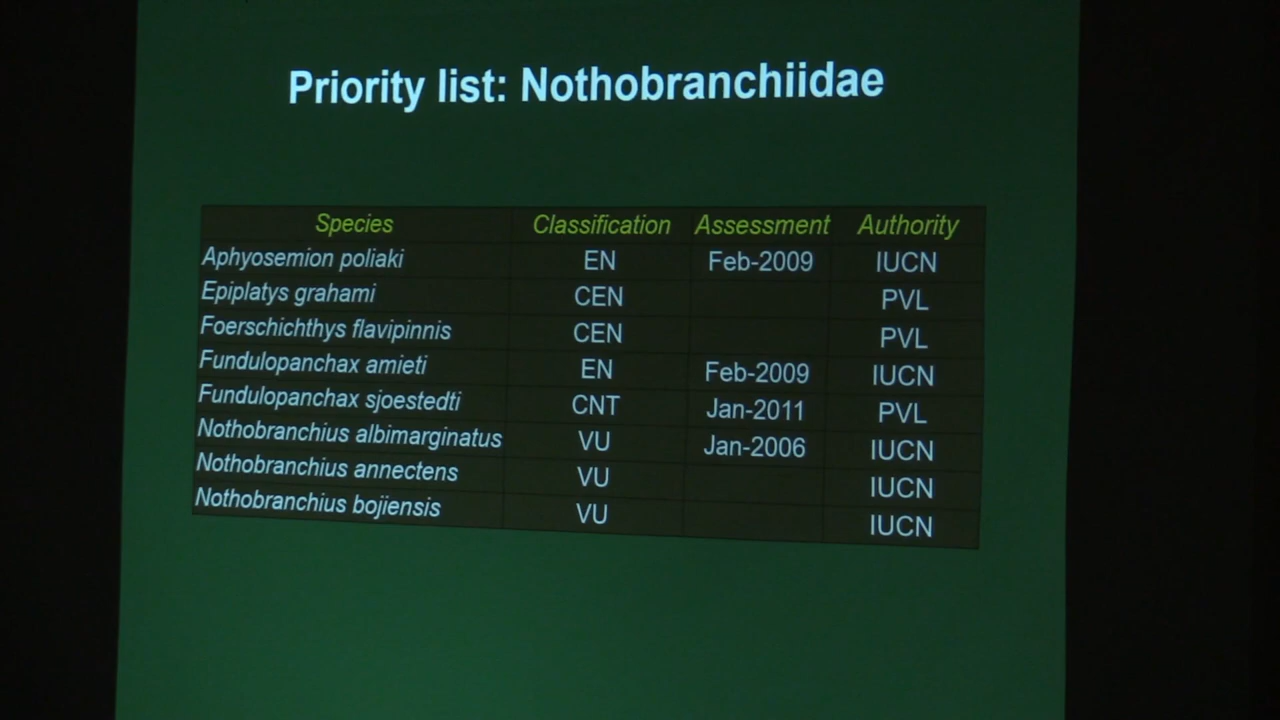 Priority list: Nothobranchiidae
Species Classification Assessment Authority
Aphyosemion poliaki EN Feb-2009 IUCN
Epiplatys grahami CEN PVL
Foerschichthys flavipinnis CEN PVL
Fundulopanchax amieti EN Feb-2009 IUCN
Fundulopanchax sjoestedti CNT Jan-2011 PVL
Nothobranchius albimarginatus VU Jan-2006 IUCN
Nothobranchius annectens VU IUCN
Nothobranchius bojiensis VU IUCN